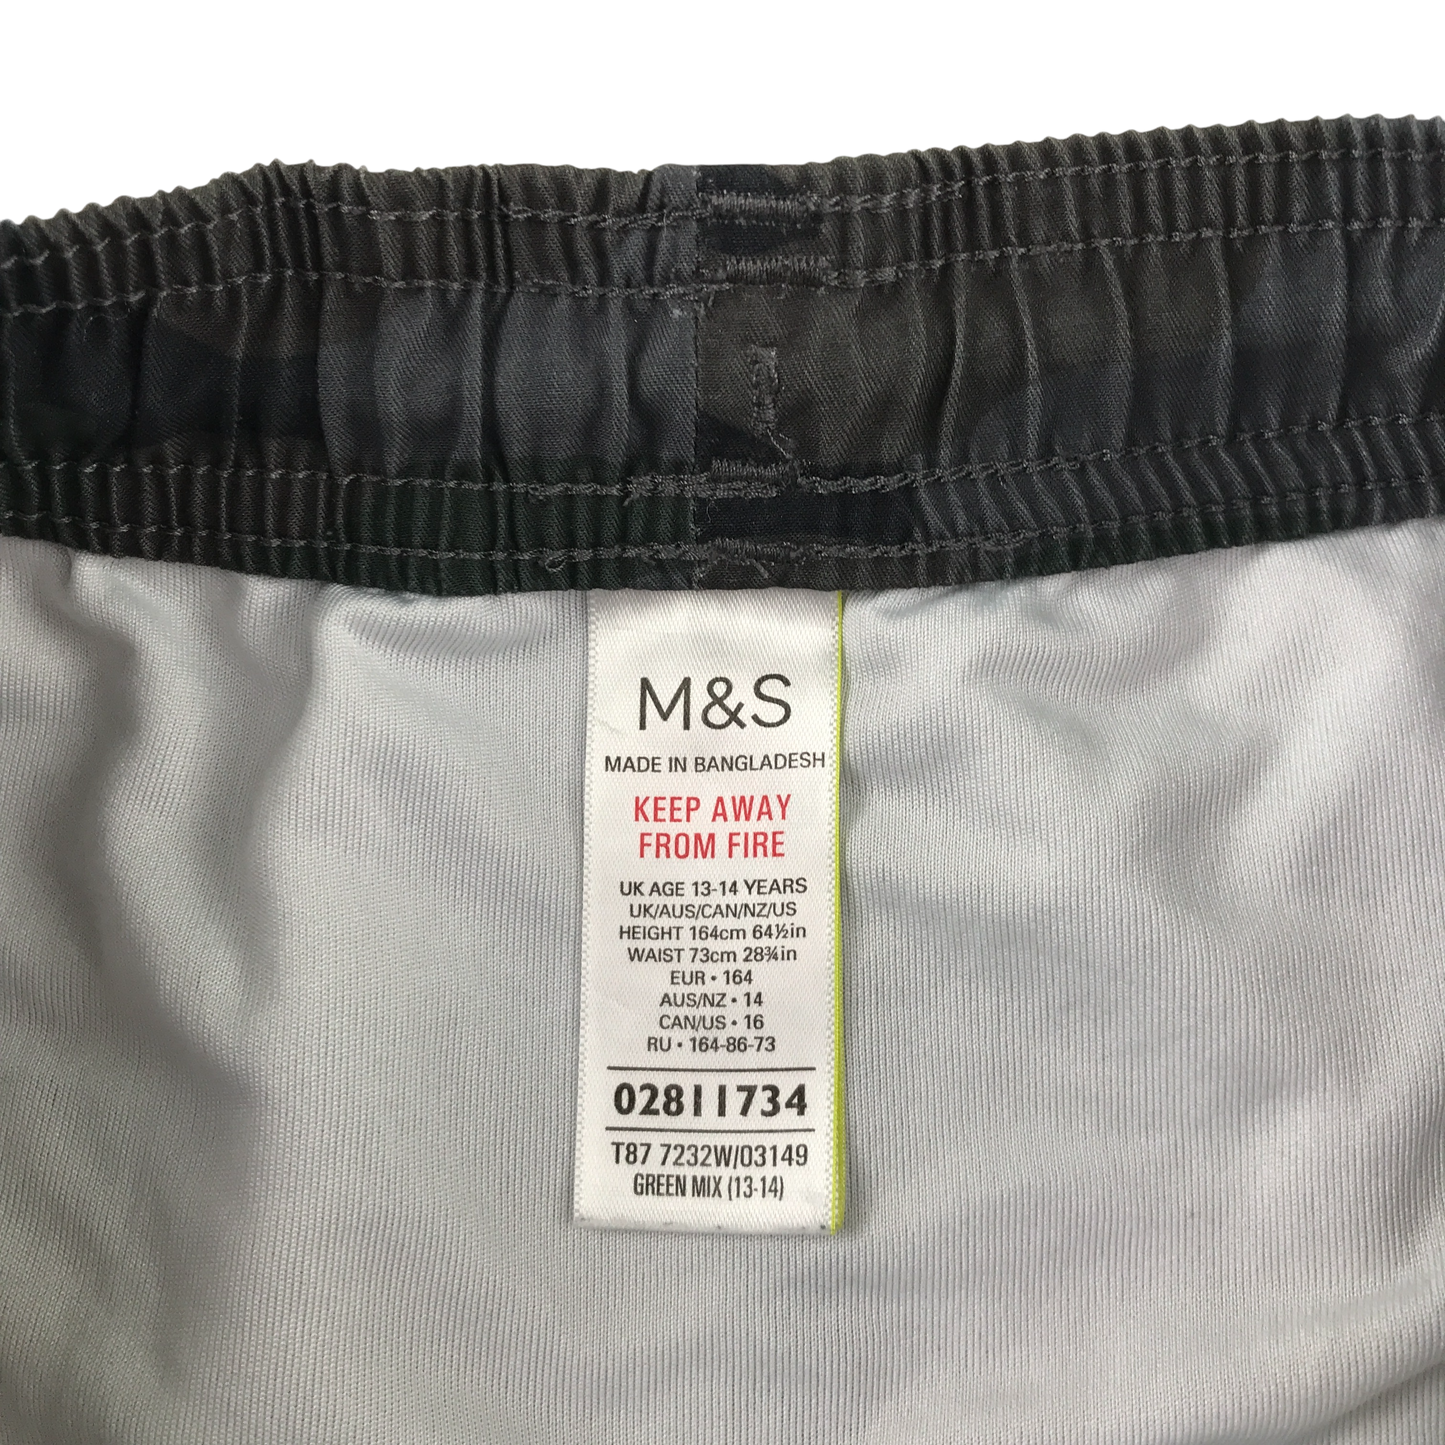 M&S
MADE IN BANGLADESH
KEEP AWAY
FROM FIRE
UK AGE 13-14 YEARS
UK/AUS/CAN/NZ/US
HEIGHT 164cm 64½in
WAIST 73cm 28¾in
EUR • 164
AUS/NZ • 14
CAN/US • 16
RU • 164-86-73
02811734
T87 7232W/03149
GREEN MIX (13-14)